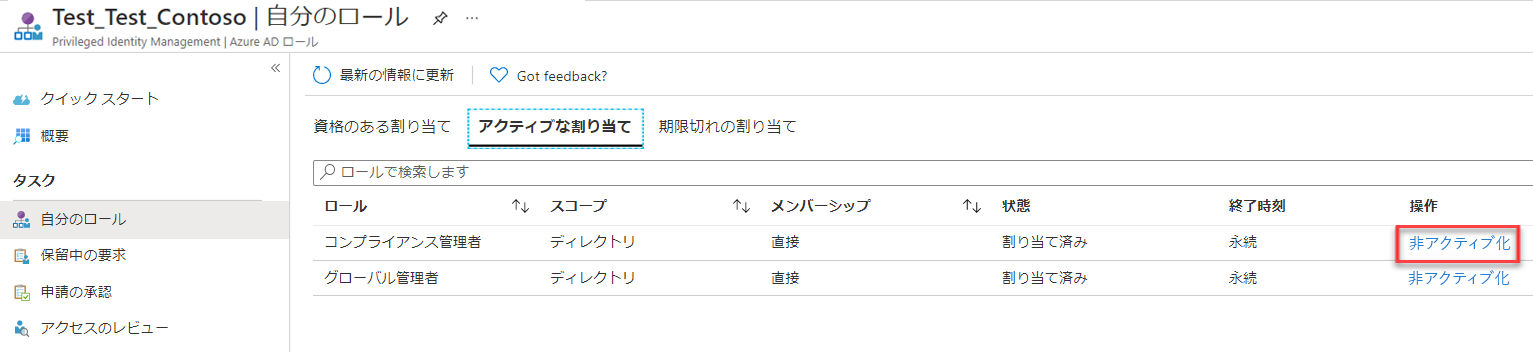 Test_Test_Contoso | 自分のロール ...
Privileged Identity Management | Azure AD ロール
«
クイック スタート
概要
タスク
自分のロール
保留中の要求
申請の承認
アクセスのレビュー
最新の情報に更新 Got feedback?
資格のある割り当て アクティブな割り当て 期限切れの割り当て
ロールで検索します
ロール ↑↓ スコープ ↑↓ メンバーシップ ↑↓ 状態 終了時刻 操作
コンプライアンス管理者 ディレクトリ 直接 割り当て済み 永続 非アクティブ化
グローバル管理者 ディレクトリ 直接 割り当て済み 永続 非アクティブ化